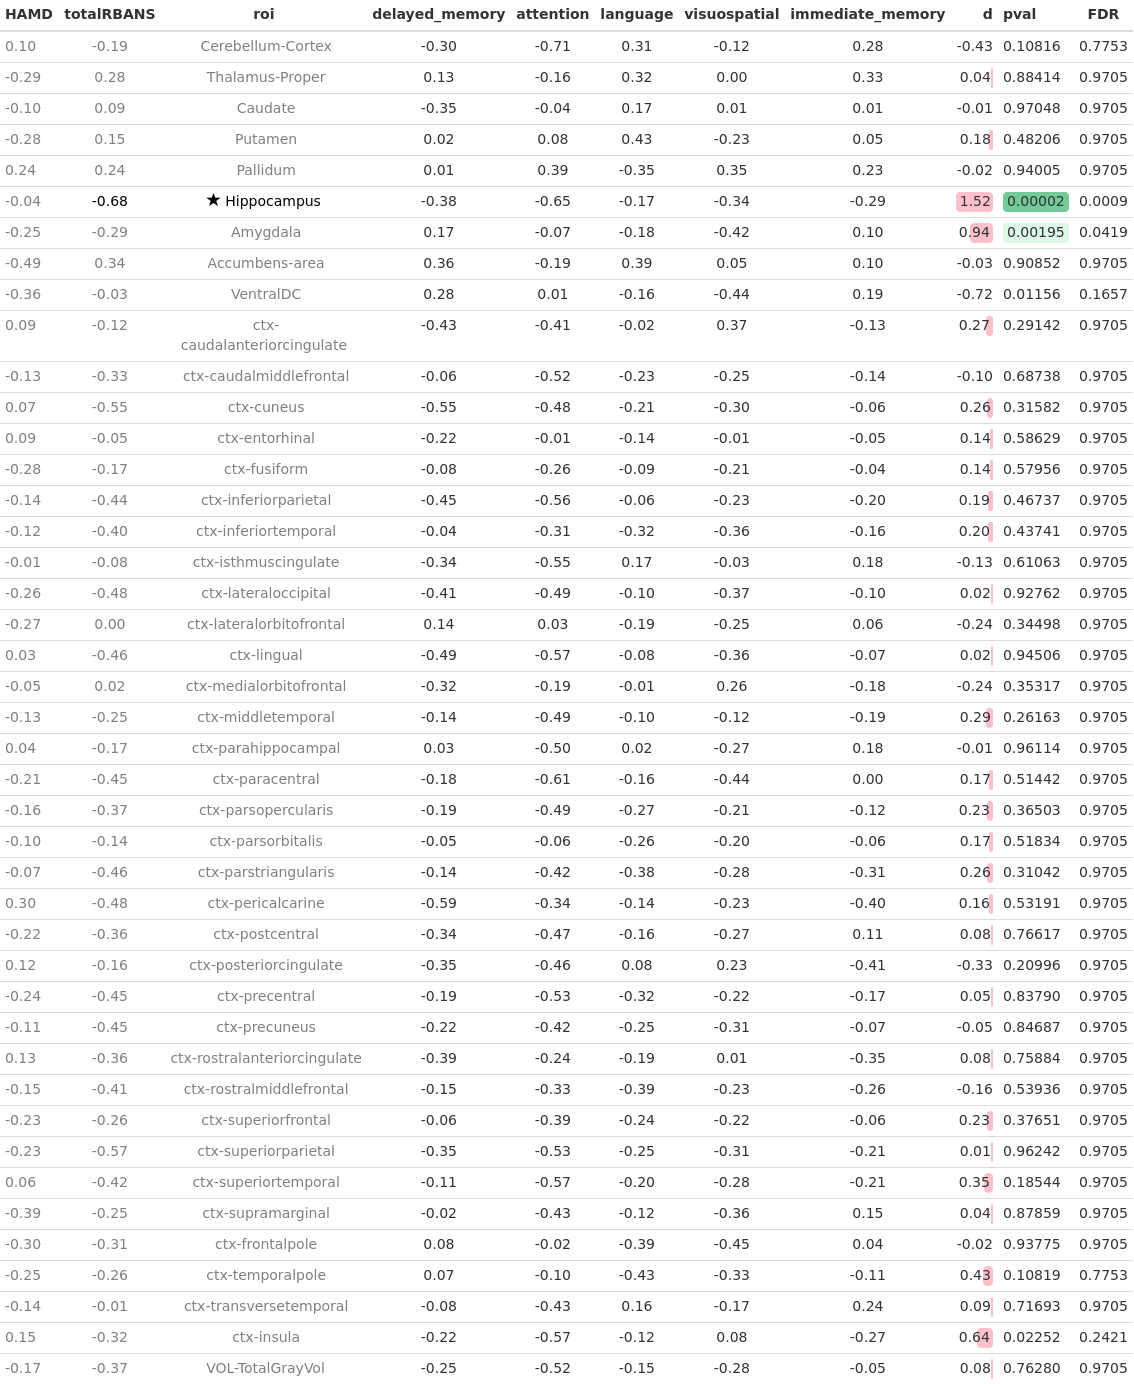 HAMD totalRBANS roi delayed_memory attention language visuospatial immediate_memory d pval FDR
0.10 -0.19 Cerebellum-Cortex -0.30 -0.71 0.31 -0.12 0.28 -0.43 0.10816 0.7753
-0.29 0.28 Thalamus-Proper 0.13 -0.16 0.32 0.00 0.33 0.04 0.88414 0.9705
-0.10 0.09 Caudate -0.35 -0.04 0.17 0.01 0.01 -0.01 0.97048 0.9705
-0.28 0.15 Putamen 0.02 0.08 0.43 -0.23 0.05 0.18 0.48206 0.9705
0.24 0.24 Pallidum 0.01 0.39 -0.35 0.35 0.23 -0.02 0.94005 0.9705
-0.04 -0.68 ★ Hippocampus -0.38 -0.65 -0.17 -0.34 -0.29 1.52 0.00002 0.0009
-0.25 -0.29 Amygdala 0.17 -0.07 -0.18 -0.42 0.10 0.94 0.00195 0.0419
-0.49 0.34 Accumbens-area 0.36 -0.19 0.39 0.05 0.10 -0.03 0.90852 0.9705
-0.36 -0.03 VentralDC 0.28 0.01 -0.16 -0.44 0.19 -0.72 0.01156 0.1657
0.09 -0.12 ctx- -0.43 -0.41 -0.02 0.37 -0.13 0.27 0.29142 0.9705
caudalanteriorcingulate
-0.13 -0.33 ctx-caudalmiddlefrontal -0.06 -0.52 -0.23 -0.25 -0.14 -0.10 0.68738 0.9705
0.07 -0.55 ctx-cuneus -0.55 -0.48 -0.21 -0.30 -0.06 0.26 0.31582 0.9705
0.09 -0.05 ctx-entorhinal -0.22 -0.01 -0.14 -0.01 -0.05 0.14 0.58629 0.9705
-0.28 -0.17 ctx-fusiform -0.08 -0.26 -0.09 -0.21 -0.04 0.14 0.57956 0.9705
-0.14 -0.44 ctx-inferiorparietal -0.45 -0.56 -0.06 -0.23 -0.20 0.19 0.46737 0.9705
-0.12 -0.40 ctx-inferiortemporal -0.04 -0.31 -0.32 -0.36 -0.16 0.20 0.43741 0.9705
-0.01 -0.08 ctx-isthmuscingulate -0.34 -0.55 0.17 -0.03 0.18 -0.13 0.61063 0.9705
-0.26 -0.48 ctx-lateraloccipital -0.41 -0.49 -0.10 -0.37 -0.10 0.02 0.92762 0.9705
-0.27 0.00 ctx-lateralorbitofrontal 0.14 0.03 -0.19 -0.25 0.06 -0.24 0.34498 0.9705
0.03 -0.46 ctx-lingual -0.49 -0.57 -0.08 -0.36 -0.07 0.02 0.94506 0.9705
-0.05 0.02 ctx-medialorbitofrontal -0.32 -0.19 -0.01 0.26 -0.18 -0.24 0.35317 0.9705
-0.13 -0.25 ctx-middletemporal -0.14 -0.49 -0.10 -0.12 -0.19 0.29 0.26163 0.9705
0.04 -0.17 ctx-parahippocampal 0.03 -0.50 0.02 -0.27 0.18 -0.01 0.96114 0.9705
-0.21 -0.45 ctx-paracentral -0.18 -0.61 -0.16 -0.44 0.00 0.17 0.51442 0.9705
-0.16 -0.37 ctx-parsopercularis -0.19 -0.49 -0.27 -0.21 -0.12 0.23 0.36503 0.9705
-0.10 -0.14 ctx-parsorbitalis -0.05 -0.06 -0.26 -0.20 -0.06 0.17 0.51834 0.9705
-0.07 -0.46 ctx-parstriangularis -0.14 -0.42 -0.38 -0.28 -0.31 0.26 0.31042 0.9705
0.30 -0.48 ctx-pericalcarine -0.59 -0.34 -0.14 -0.23 -0.40 0.16 0.53191 0.9705
-0.22 -0.36 ctx-postcentral -0.34 -0.47 -0.16 -0.27 0.11 0.08 0.76617 0.9705
0.12 -0.16 ctx-posteriorcingulate -0.35 -0.46 0.08 0.23 -0.41 -0.33 0.20996 0.9705
-0.24 -0.45 ctx-precentral -0.19 -0.53 -0.32 -0.22 -0.17 0.05 0.83790 0.9705
-0.11 -0.45 ctx-precuneus -0.22 -0.42 -0.25 -0.31 -0.07 -0.05 0.84687 0.9705
0.13 -0.36 ctx-rostralanteriorcingulate -0.39 -0.24 -0.19 0.01 -0.35 0.08 0.75884 0.9705
-0.15 -0.41 ctx-rostralmiddlefrontal -0.15 -0.33 -0.39 -0.23 -0.26 -0.16 0.53936 0.9705
-0.23 -0.26 ctx-superiorfrontal -0.06 -0.39 -0.24 -0.22 -0.06 0.23 0.37651 0.9705
-0.23 -0.57 ctx-superiorparietal -0.35 -0.53 -0.25 -0.31 -0.21 0.01 0.96242 0.9705
0.06 -0.42 ctx-superiortemporal -0.11 -0.57 -0.20 -0.28 -0.21 0.35 0.18544 0.9705
-0.39 -0.25 ctx-supramarginal -0.02 -0.43 -0.12 -0.36 0.15 0.04 0.87859 0.9705
-0.30 -0.31 ctx-frontalpole 0.08 -0.02 -0.39 -0.45 0.04 -0.02 0.93775 0.9705
-0.25 -0.26 ctx-temporalpole 0.07 -0.10 -0.43 -0.33 -0.11 0.43 0.10819 0.7753
-0.14 -0.01 ctx-transversetemporal -0.08 -0.43 0.16 -0.17 0.24 0.09 0.71693 0.9705
0.15 -0.32 ctx-insula -0.22 -0.57 -0.12 0.08 -0.27 0.64 0.02252 0.2421
-0.17 -0.37 VOL-TotalGrayVol -0.25 -0.52 -0.15 -0.28 -0.05 0.08 0.76280 0.9705